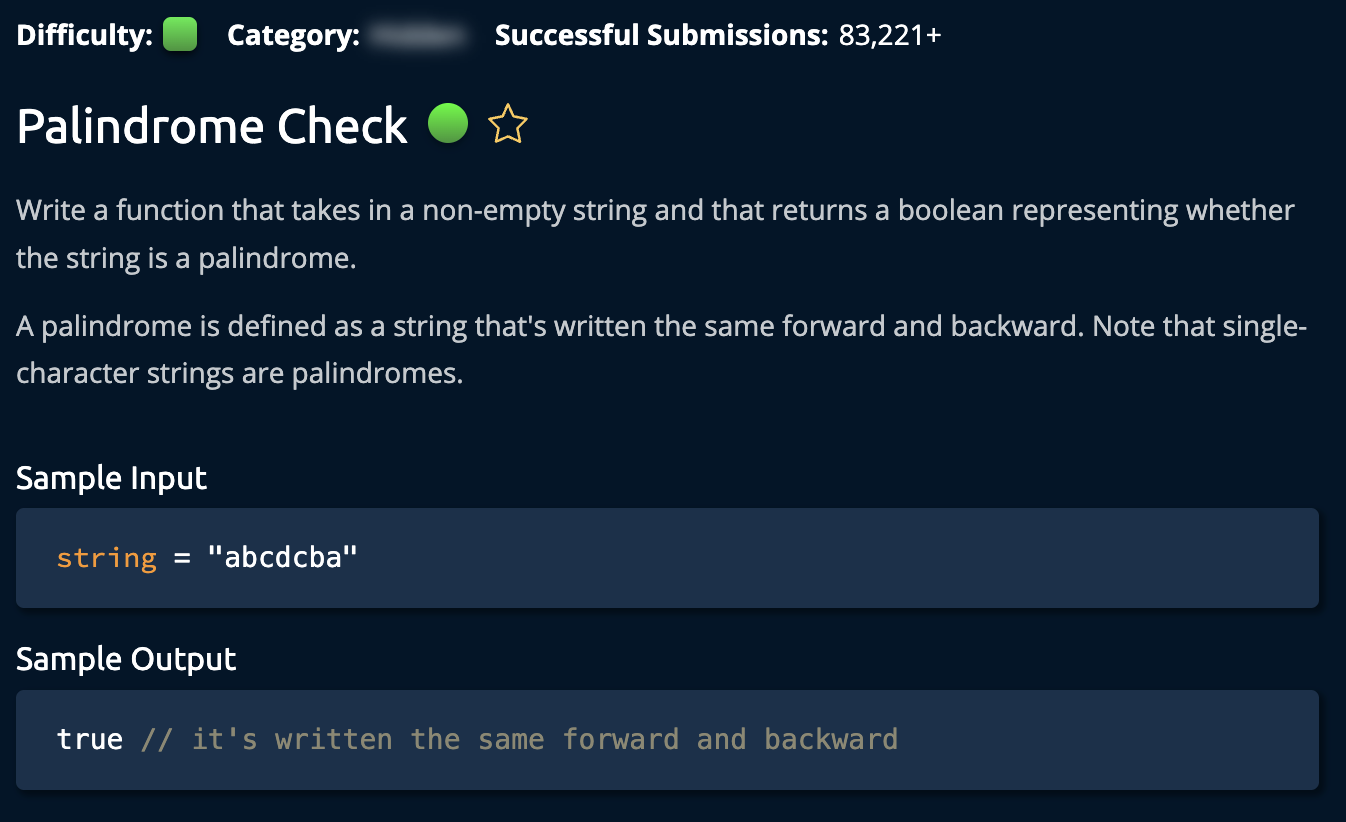 Difficulty: Category: Successful Submissions: 83,221+
Palindrome Check
Write a function that takes in a non-empty string and that returns a boolean representing whether
the string is a palindrome.
A palindrome is defined as a string that's written the same forward and backward. Note that single-
character strings are palindromes.
Sample Input
string = "abcdcba"
Sample Output
true // it's written the same forward and backward